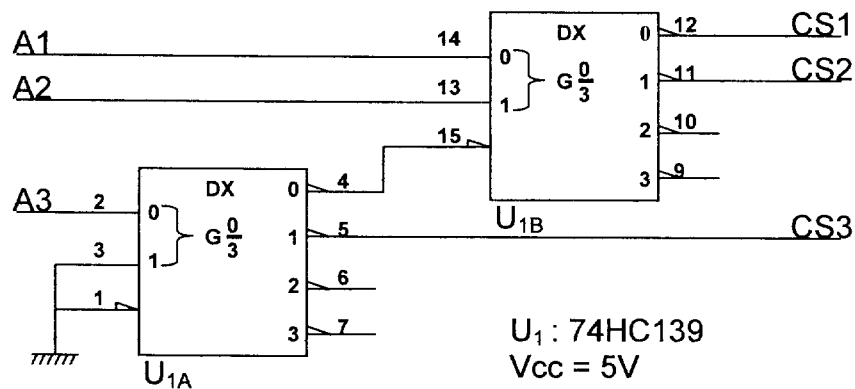 A1 14 0 DX 0 12 CS1
A2 13 1 G 0/3 1 11 CS2
15 2 10
3 9
U1B
A3 2 0 DX 0 4
3 1 G 0/3 1 5 CS3
1 2 6
3 7
U1A
U1 : 74HC139
Vcc = 5V